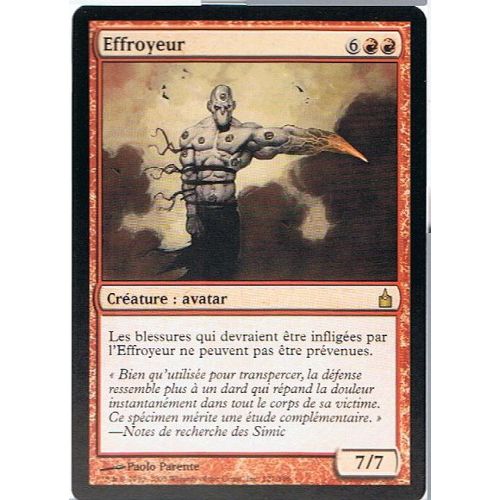 Effroyeur 6
Créature : avatar
Les blessures qui devraient être infligées par
l'Effroyeur ne peuvent pas être prévenues.
« Bien qu'utilisée pour transpercer, la défense
ressemble plus à un dard qui répand la douleur
instantanément dans tout le corps de sa victime.
Ce spécimen mérite une étude complémentaire. »
—Notes de recherche des Simic
Paolo Parente
7/7